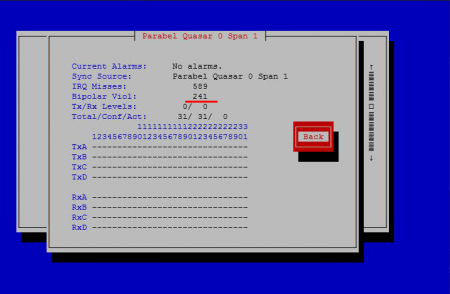 Parabel Quasar 0 Span 1
Current Alarms: No alarms.
Sync Source: Parabel Quasar 0 Span 1
IRQ Misses: 589
Bipolar Viol: 241
Tx/Rx Levels: 0/ 0
Total/Conf/Act: 31/ 31/ 0
1111111111222222222233
1234567890123456789012345678901
TxA -------------------------------
TxB -------------------------------
TxC -------------------------------
TxD -------------------------------
Back
RxA -------------------------------
RxB -------------------------------
RxC -------------------------------
RxD -------------------------------